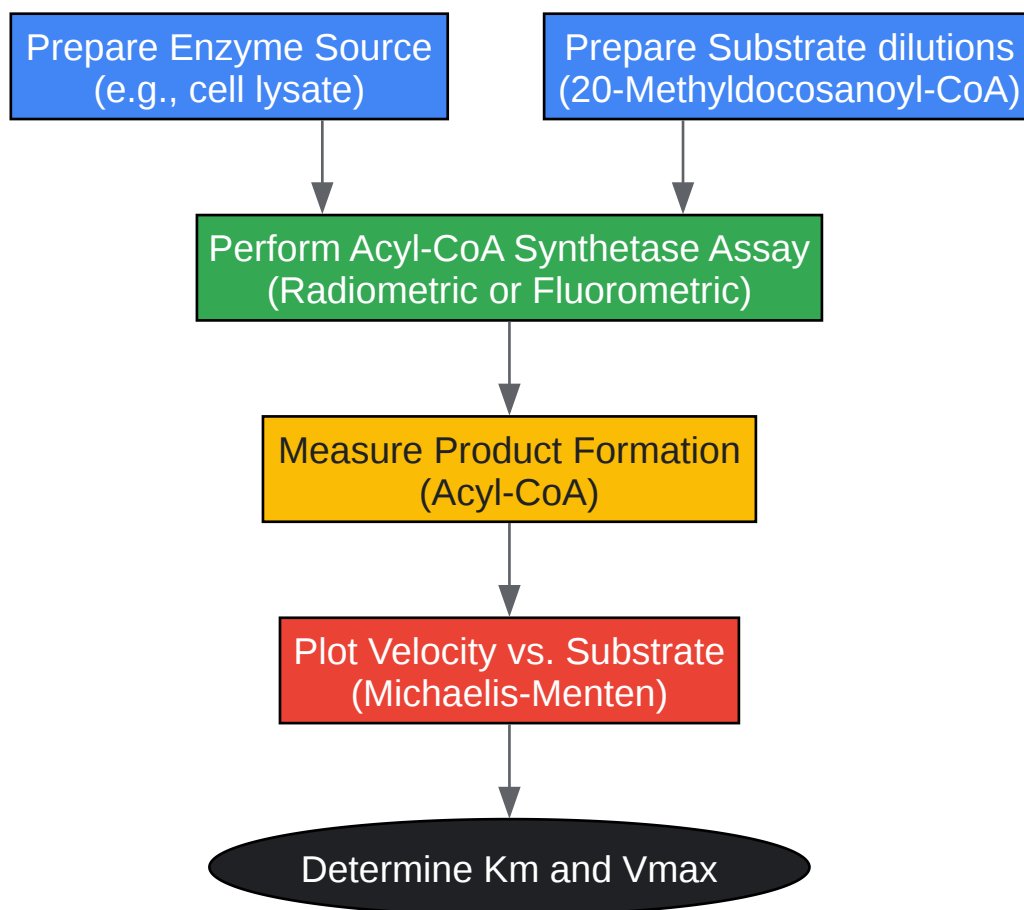 Prepare Enzyme Source
(e.g., cell lysate)
Prepare Substrate dilutions
(20-Methyldocosanoyl-CoA)
Perform Acyl-CoA Synthetase Assay
(Radiometric or Fluorometric)
Measure Product Formation
(Acyl-CoA)
Plot Velocity vs. Substrate
(Michaelis-Menten)
Determine Km and Vmax